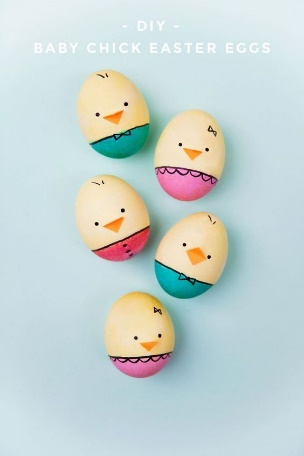 - DIY -
BABY CHICK EASTER EGGS